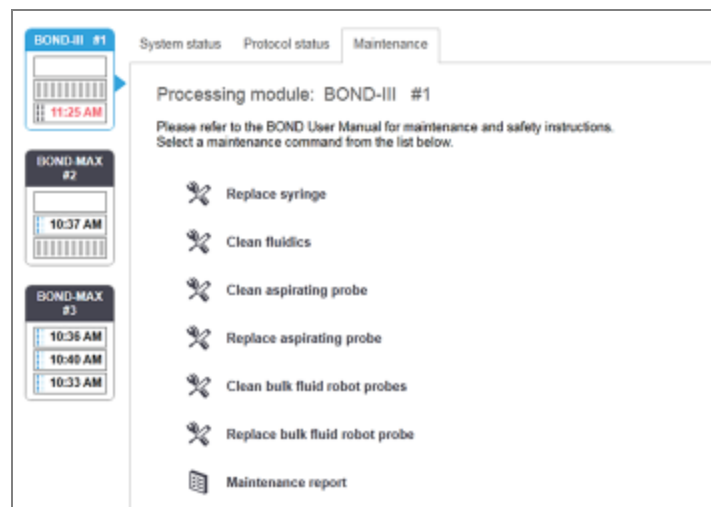 BOND-III #1
11:25 AM
BOND-MAX
#2
10:37 AM
BOND-MAX
#3
10:36 AM
10:40 AM
10:33 AM
System status Protocol status Maintenance
Processing module: BOND-III #1
Please refer to the BOND User Manual for maintenance and safety instructions.
Select a maintenance command from the list below.
Replace syringe
Clean fluidics
Clean aspirating probe
Replace aspirating probe
Clean bulk fluid robot probes
Replace bulk fluid robot probe
Maintenance report